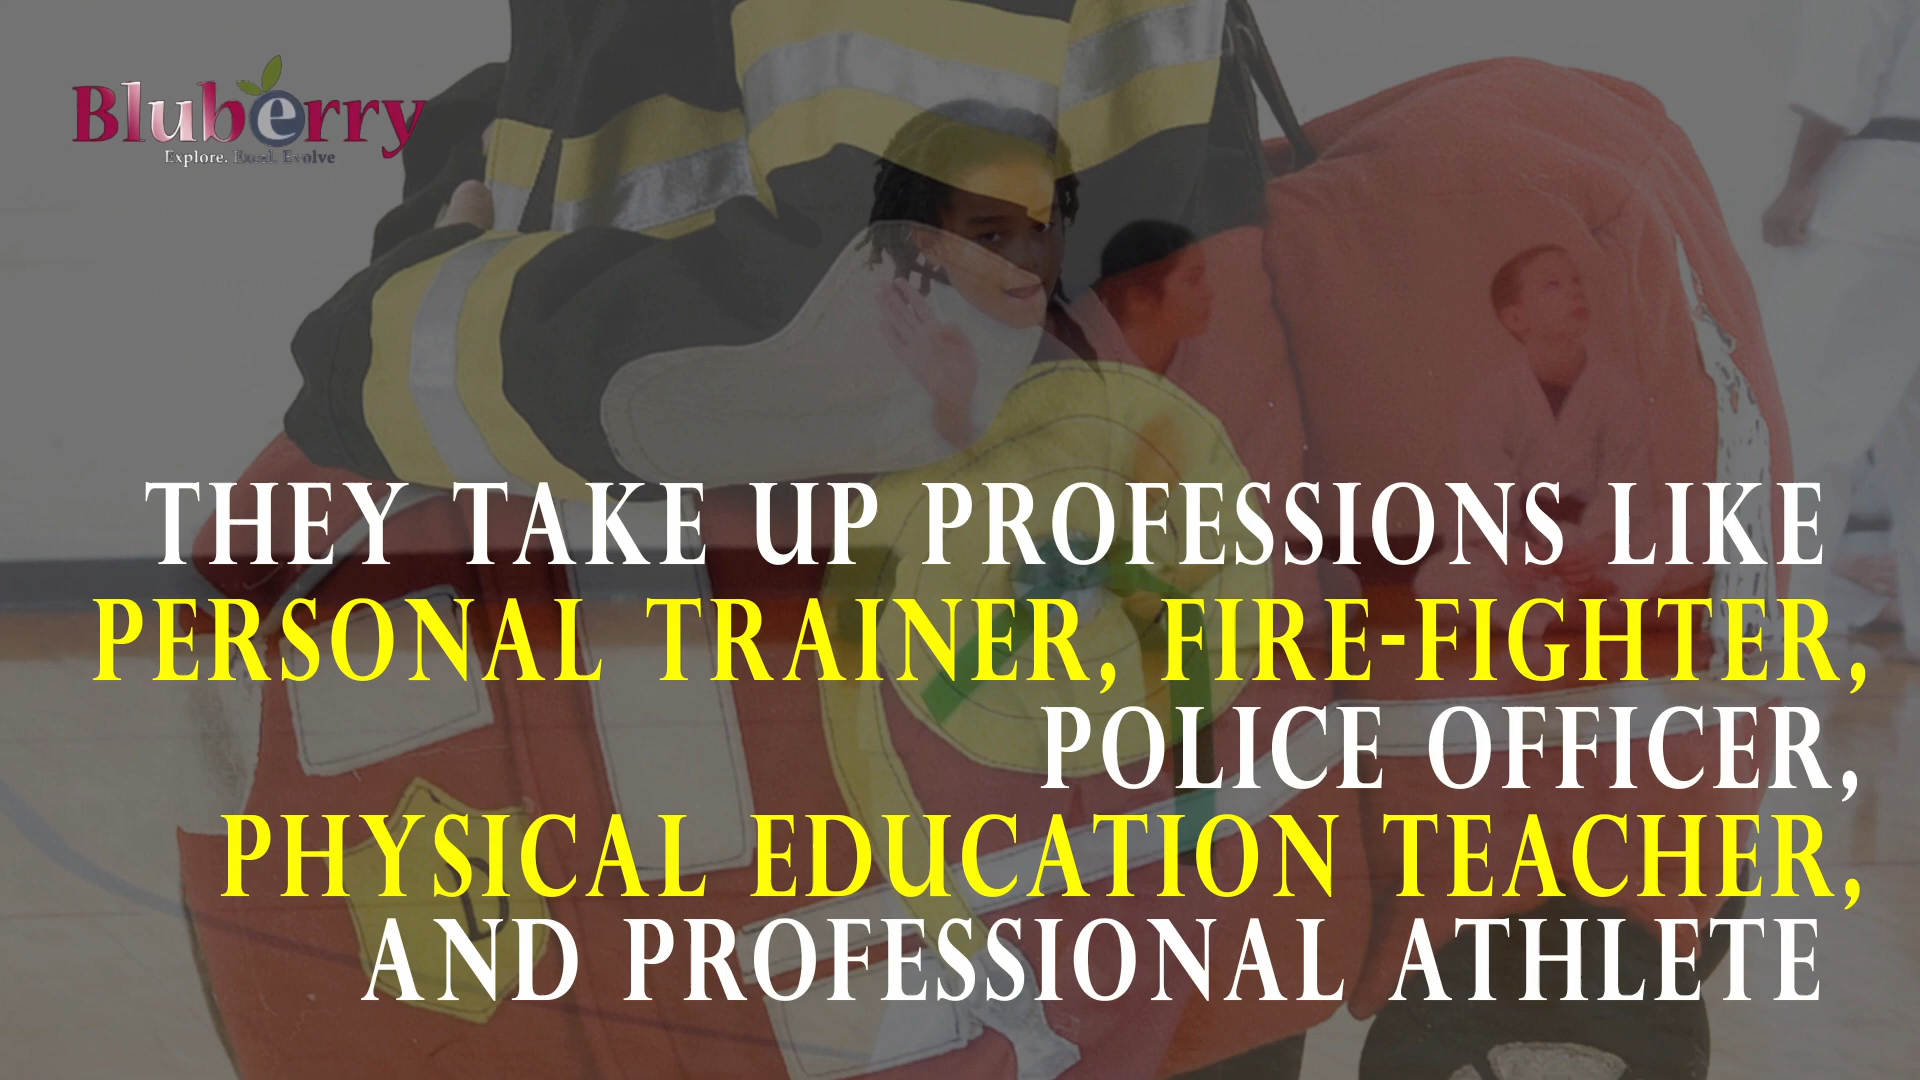 Bluberry
Explore. Excel. Evolve
THEY TAKE UP PROFESSIONS LIKE
PERSONAL TRAINER, FIRE-FIGHTER,
POLICE OFFICER,
PHYSICAL EDUCATION TEACHER,
AND PROFESSIONAL ATHLETE